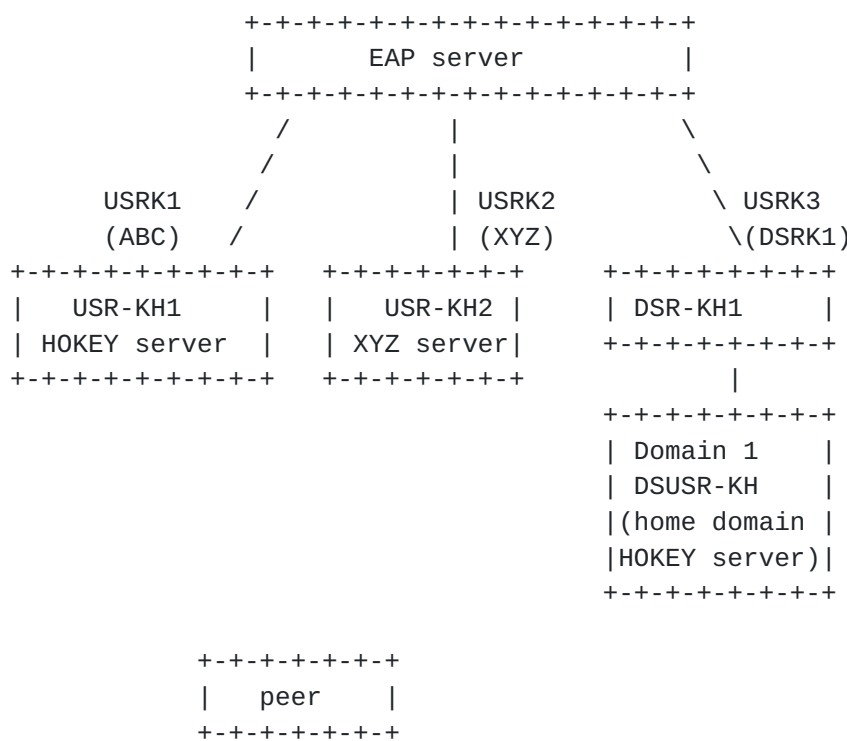 +-+-+-+-+-+-+-+-+-+-+-+-+-+-+
|       EAP server          |
+-+-+-+-+-+-+-+-+-+-+-+-+-+-+
/          |              \
/           |               \
USRK1    /            | USRK2          \ USRK3
(ABC)   /             | (XYZ)           \(DSRK1)
+-+-+-+-+-+-+-+-+   +-+-+-+-+-+-+     +-+-+-+-+-+-+-+
|   USR-KH1     |   |   USR-KH2 |     | DSR-KH1     |
| HOKEY server  |   | XYZ server|     +-+-+-+-+-+-+-+
+-+-+-+-+-+-+-+-+   +-+-+-+-+-+-+             |
+-+-+-+-+-+-+-+
| Domain 1    |
| DSUSR-KH    |
|(home domain |
|HOKEY server)|
+-+-+-+-+-+-+-+
+-+-+-+-+-+-+
|   peer    |
+-+-+-+-+-+-+